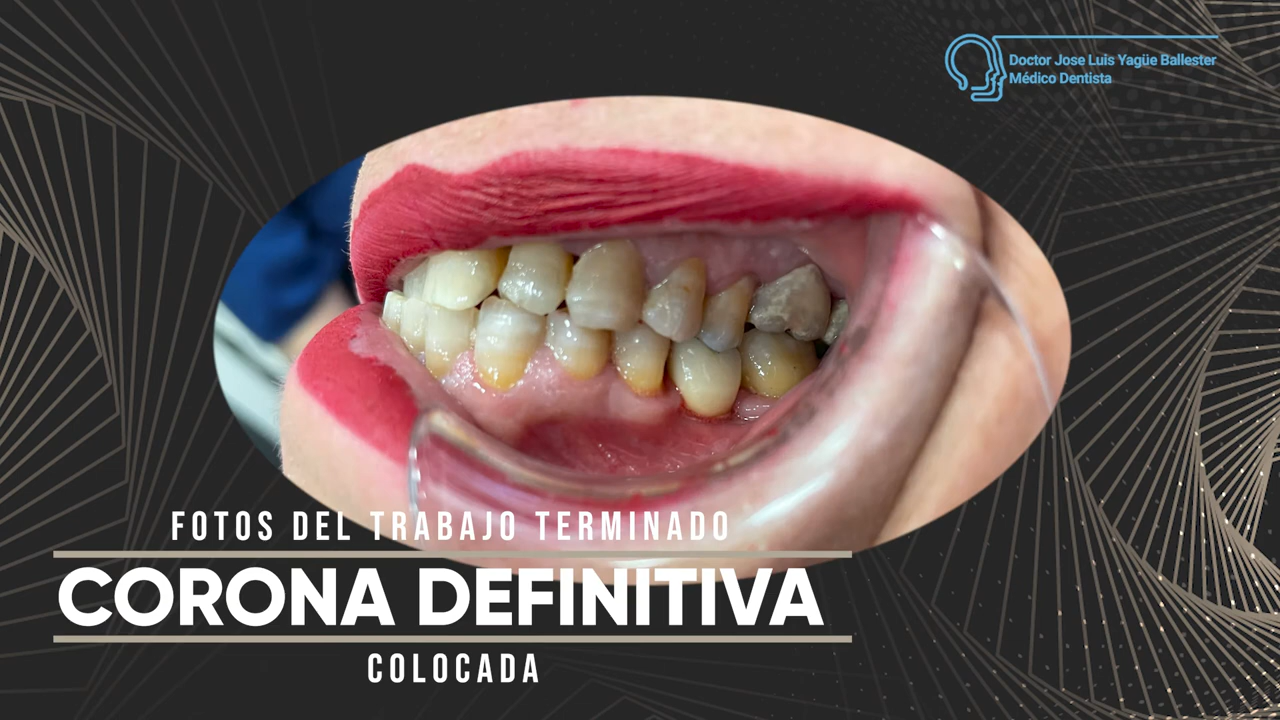 Doctor Jose Luis Yagüe Ballester
Médico Dentista
FOTOS DEL TRABAJO TERMINADO
CORONA DEFINITIVA
COLOCADA